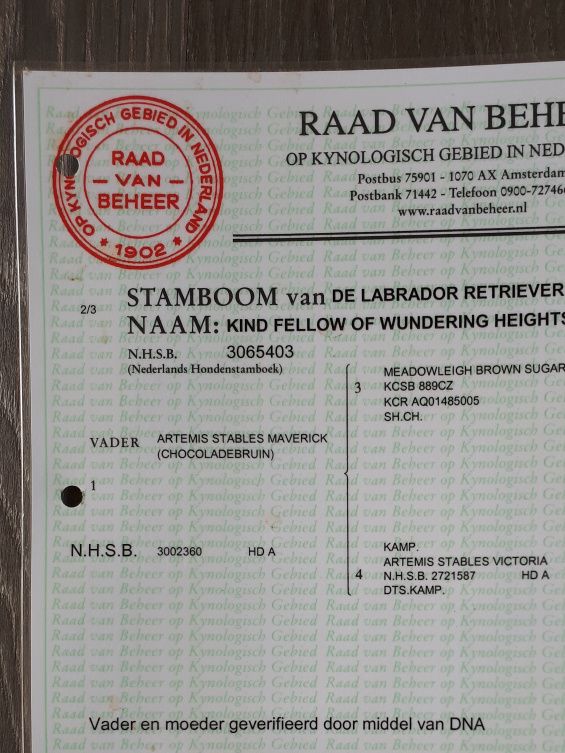 OP KYNOLOGISCH GEBIED IN NEDERLAND
RAAD
VAN
BEHEER
1902
RAAD VAN BEHE
OP KYNOLOGISCH GEBIED IN NED
Postbus 75901 - 1070 AX Amsterdam
Postbank 71442 - Telefoon 0900-72746
www.raadvanbeheer.nl
2/3
STAMBOOM van DE LABRADOR RETRIEVER
NAAM: KIND FELLOW OF WUNDERING HEIGHTS
N.H.S.B. 3065403
(Nederlands Hondenstamboek)
VADER ARTEMIS STABLES MAVERICK
(CHOCOLADEBRUIN)
1
N.H.S.B. 3002360 HD A
3 MEADOWLEIGH BROWN SUGAR
KCSB 889CZ
KCR AQ01485005
SH.CH.
KAMP.
ARTEMIS STABLES VICTORIA
4 N.H.S.B. 2721587 HD A
DTS.KAMP.
Vader en moeder geverifieerd door middel van DNA
Raad van Beheer op Kynologisch Gebied